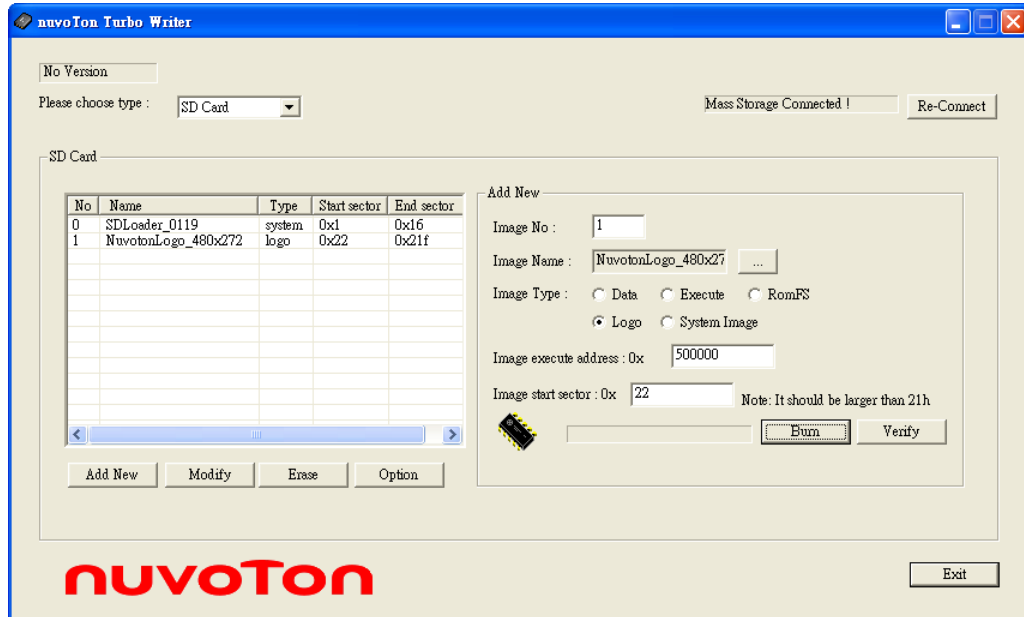 nuvoTon Turbo Writer
No Version
Please choose type : SD Card
Mass Storage Connected ! Re-Connect
SD Card
No Name Type Start sector End sector
0 SDLoader_0119 system 0x1 0x16
1 NuvotonLogo_480x272 logo 0x22 0x21f
Add New Modify Erase Option
Add New
Image No : 1
Image Name : NuvotonLogo_480x27 ...
Image Type : Data Execute RomFS
Logo System Image
Image execute address : 0x 500000
Image start sector : 0x 22 Note: It should be larger than 21h
Burn Verify
nuvoTon
Exit